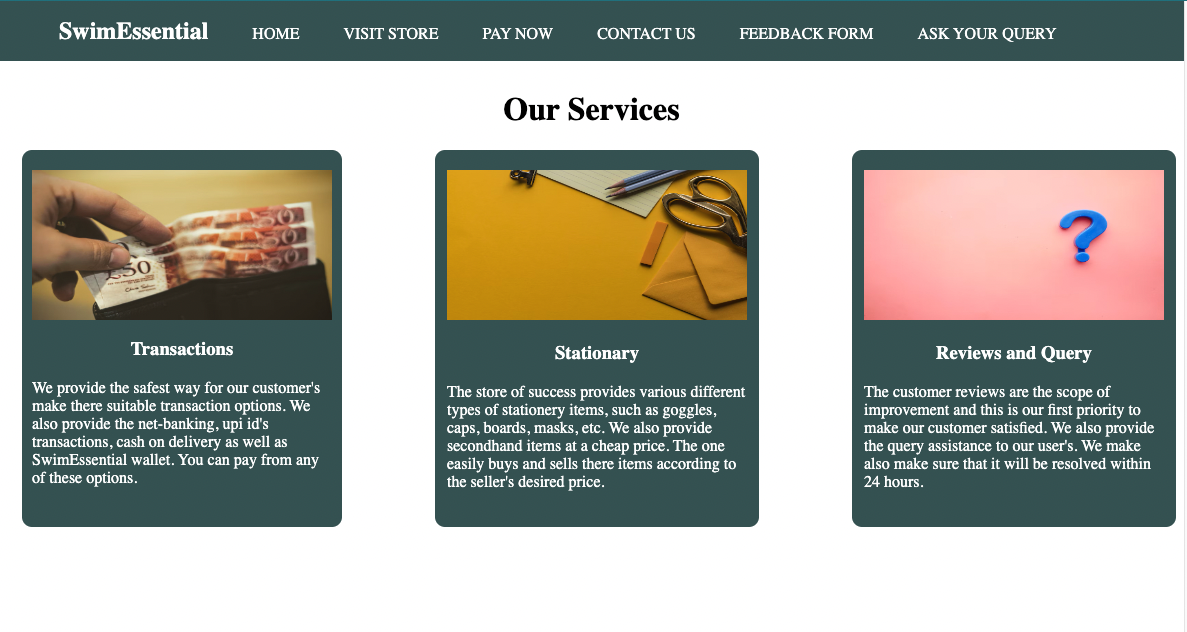 SwimEssential HOME VISIT STORE PAY NOW CONTACT US FEEDBACK FORM ASK YOUR QUERY
Our Services
£50
50
50
50
Transactions
We provide the safest way for our customer's
make there suitable transaction options. We
also provide the net-banking, upi id's
transactions, cash on delivery as well as
SwimEssential wallet. You can pay from any
of these options.
Stationary
The store of success provides various different
types of stationery items, such as goggles,
caps, boards, masks, etc. We also provide
secondhand items at a cheap price. The one
easily buys and sells there items according to
the seller's desired price.
?
Reviews and Query
The customer reviews are the scope of
improvement and this is our first priority to
make our customer satisfied. We also provide
the query assistance to our user's. We make
also make sure that it will be resolved within
24 hours.